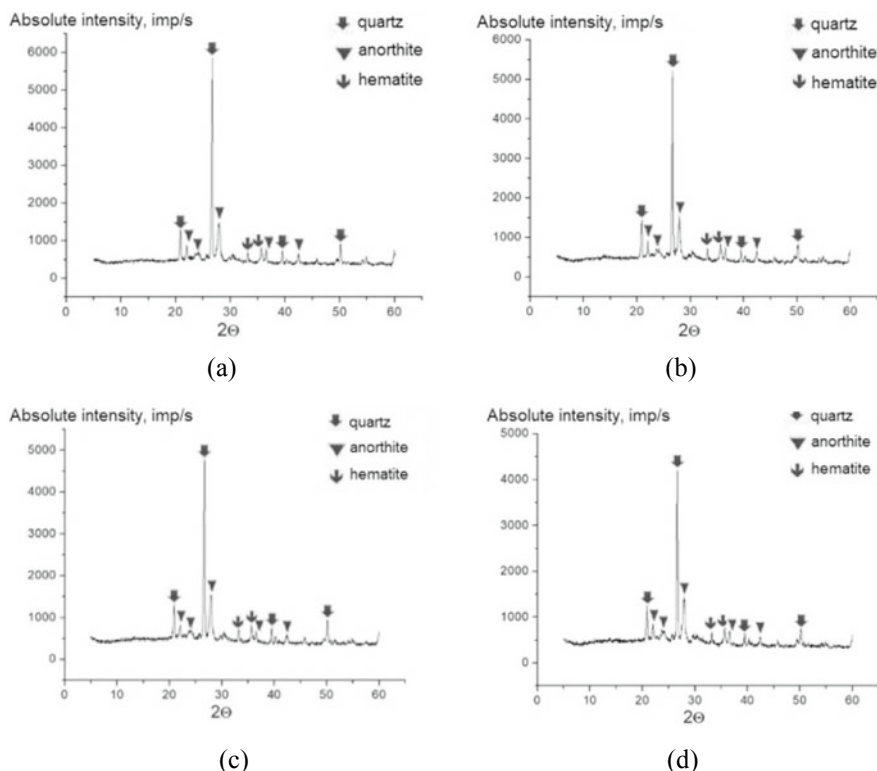 Absolute intensity, imp/s
quartz
anorthite
hematite
6000
5000
4000
3000
2000
1000
0
0 10 20 30 40 50 60
2Θ
(a)
Absolute intensity, imp/s
quartz
anorthite
hematite
6000
5000
4000
3000
2000
1000
0
0 10 20 30 40 50 60
2Θ
(b)
Absolute intensity, imp/s
quartz
anorthite
hematite
5000
4000
3000
2000
1000
0
0 10 20 30 40 50 60
2Θ
(c)
Absolute intensity, imp/s
quartz
anorthite
hematite
5000
4000
3000
2000
1000
500
0
0 10 20 30 40 50 60
2Θ
(d)